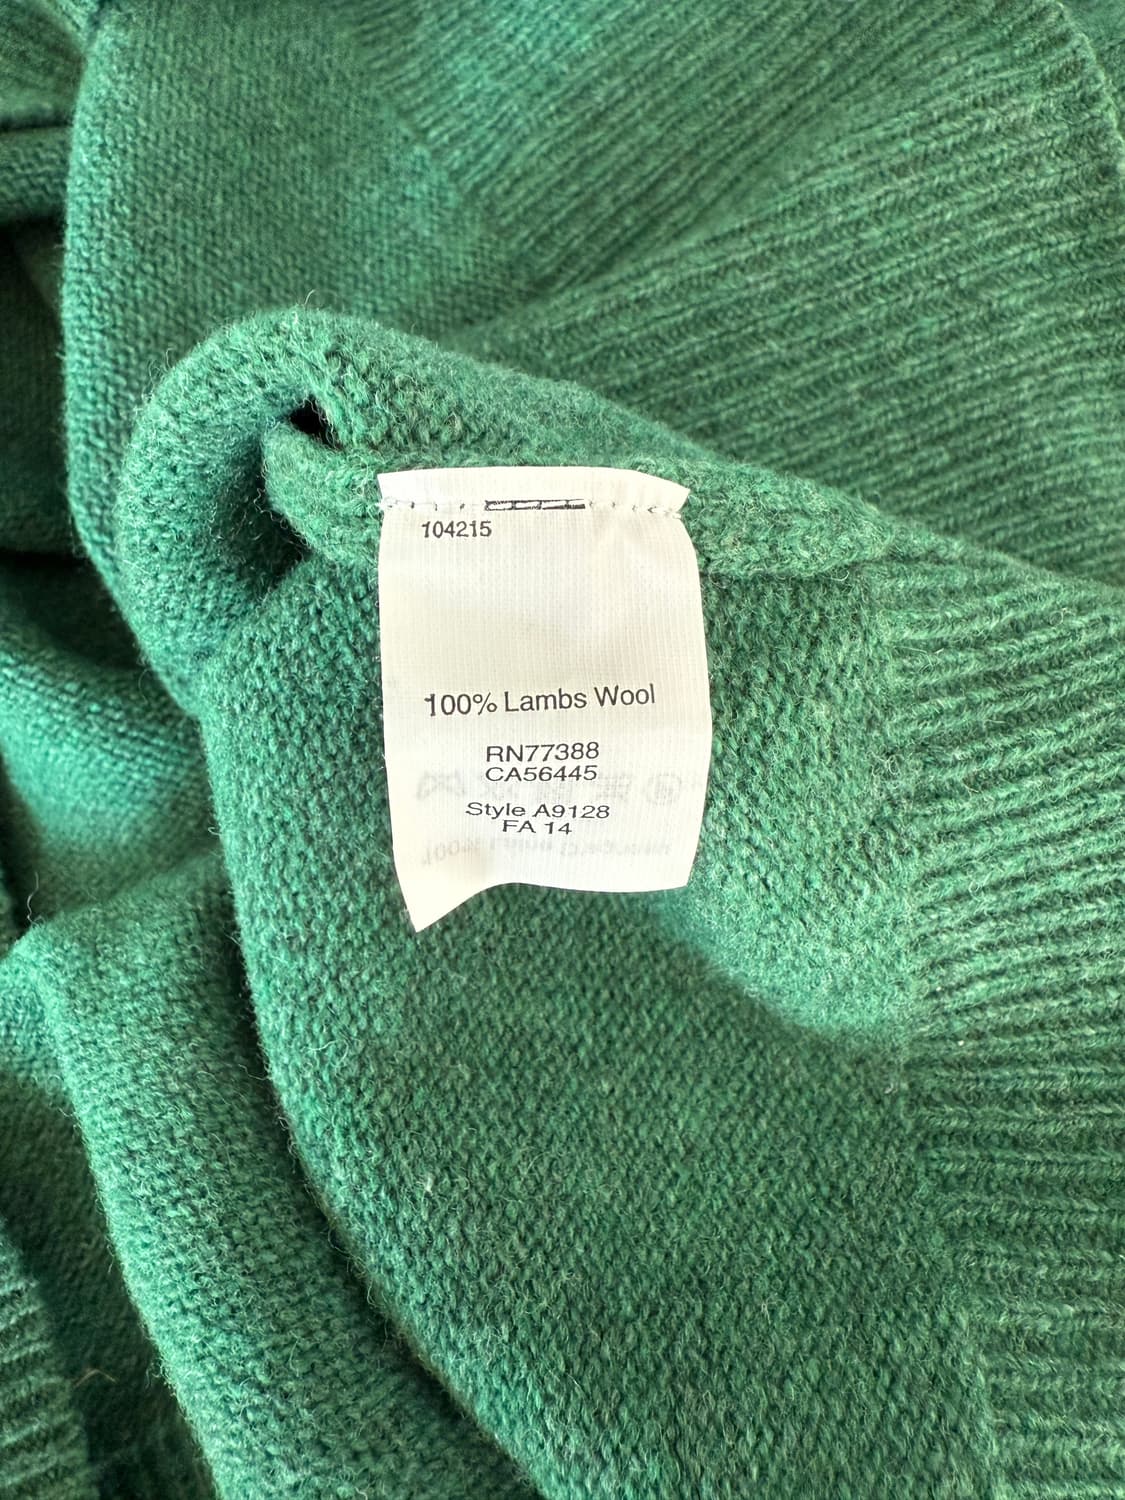 104215
100% Lambs Wool
RN77388
CA56445
Style A9128
FA 14